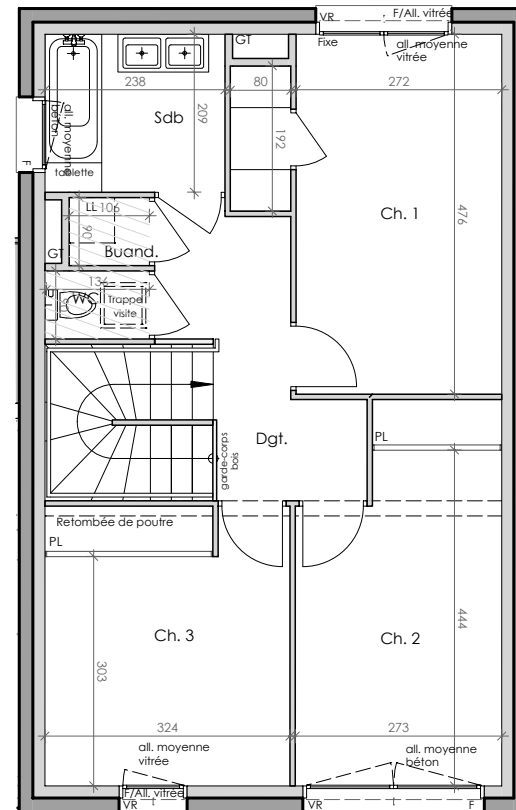 VR
F/All. vitrée
Fixe
all. moyenne
vitrée
GT
238
80
272
Sdb
209
192
all. moyenne
béton
F
tablette
LL
106
90
Buand.
Ch. 1
476
GT
134
WC
90
Trappe
visite
Dgt.
garde-corps
bois
PL
Retombée de poutre
PL
Ch. 3
Ch. 2
303
444
324
273
all. moyenne
vitrée
all. moyenne
béton
F/All. vitrée
VR
VR
F